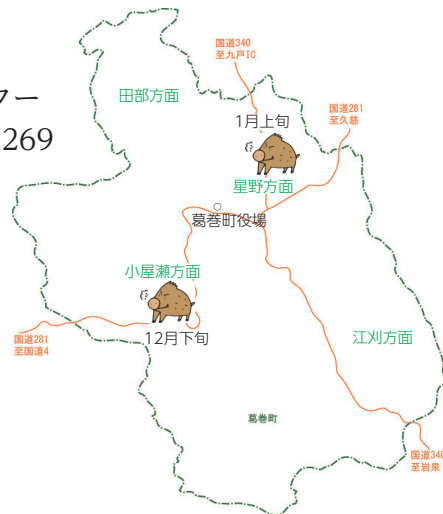 国道340
至九戸IC
田部方面
ター
269
国道281
至久慈
1月上旬
星野方面
葛巻町役場
小屋瀬方面
12月下旬
国道281
至国道4
江刈方面
葛巻町
国道340
至岩泉